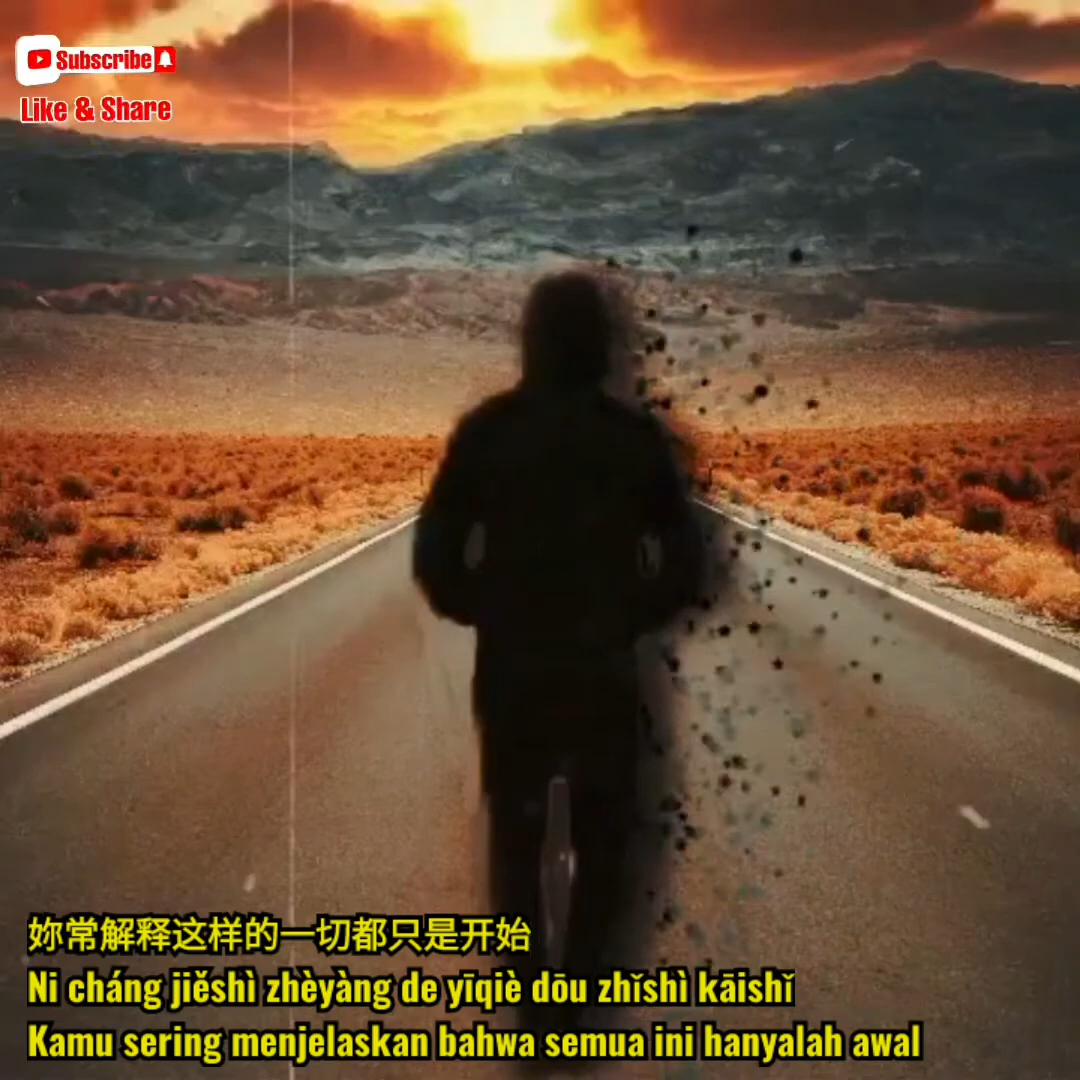 Subscribe
Like & Share
妳常解释这样的一切都只是开始
Ni cháng jiěshì zhèyàng de yīqiè dōu zhǐshì kāishǐ
Kamu sering menjelaskan bahwa semua ini hanyalah awal